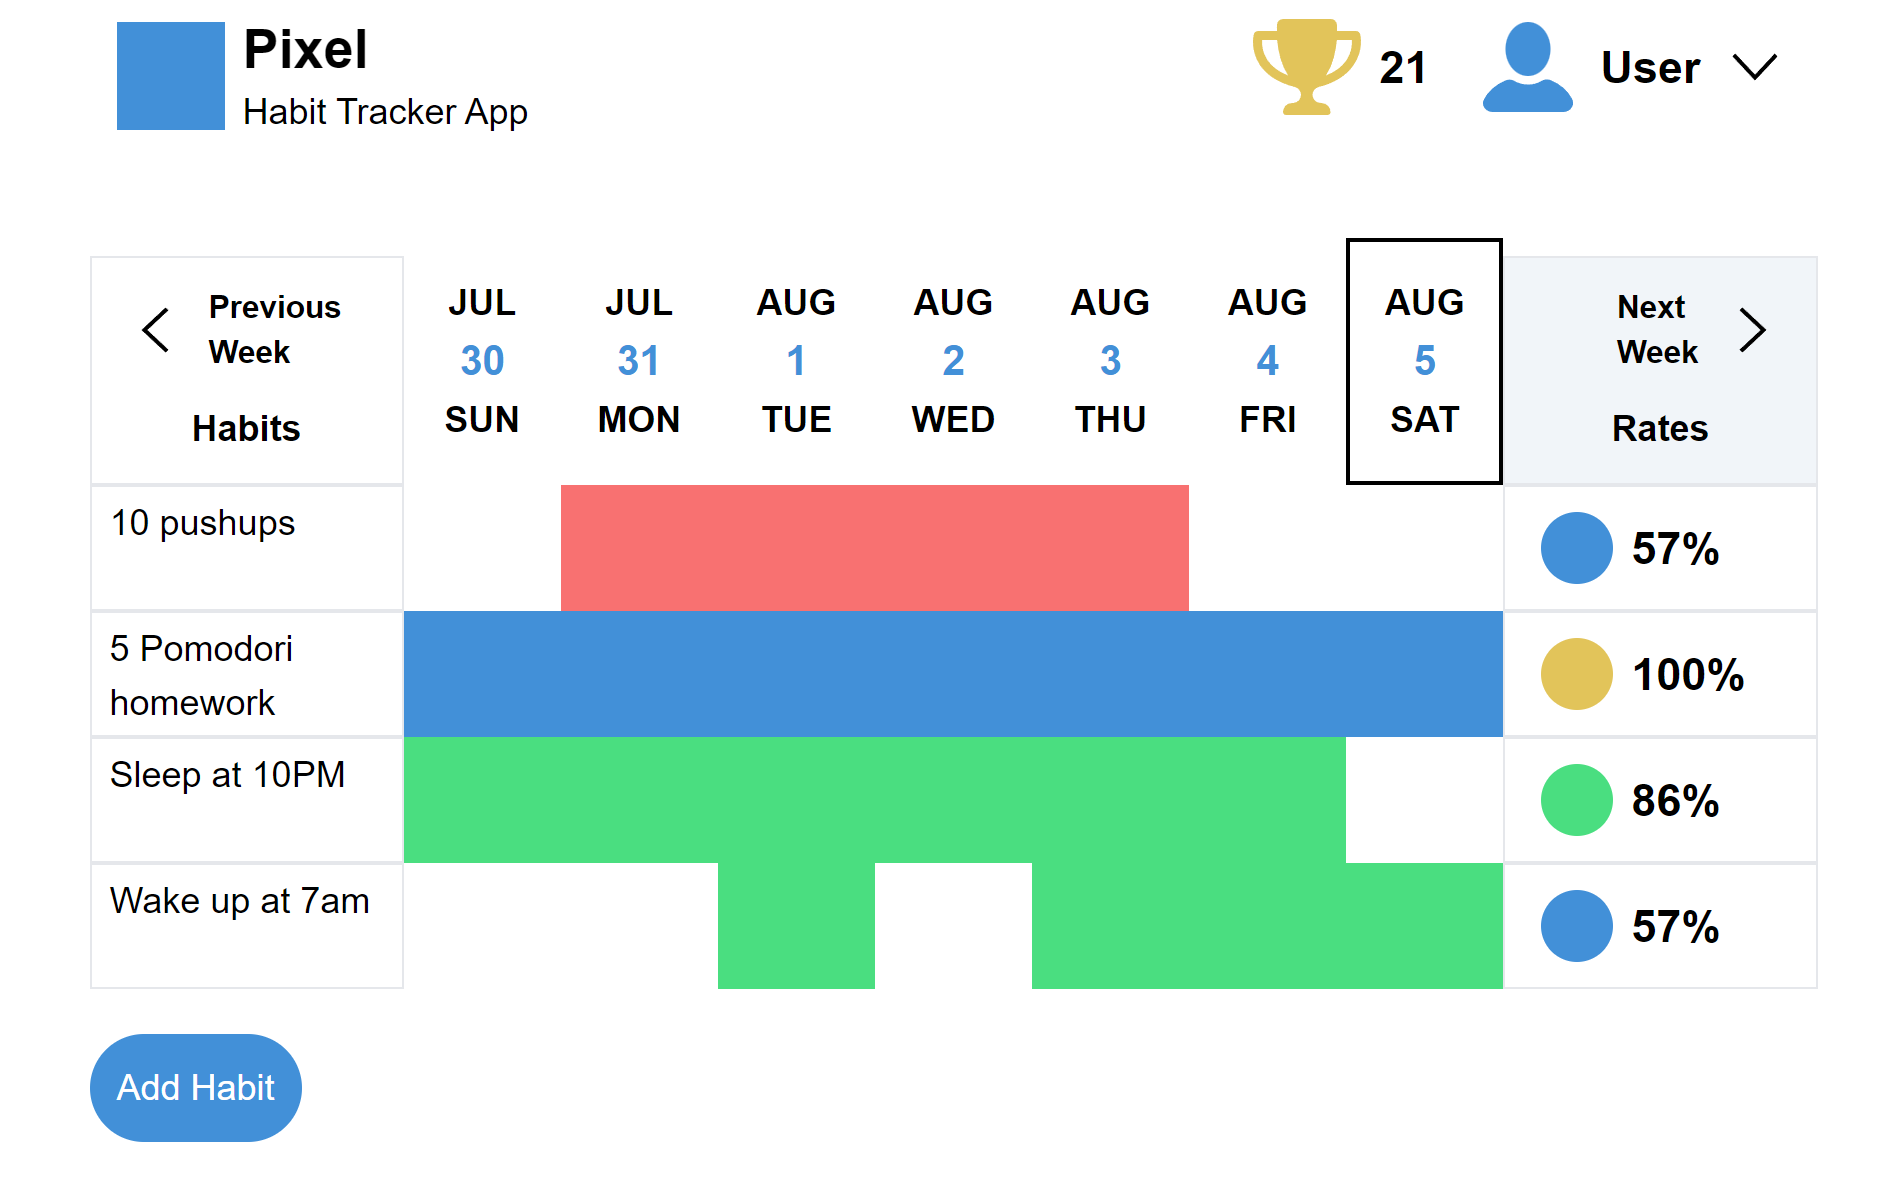 Pixel
Habit Tracker App
21
User
Previous
Week
Habits
JUL
30
SUN
JUL
31
MON
AUG
1
TUE
AUG
2
WED
AUG
3
THU
AUG
4
FRI
AUG
5
SAT
Next
Week
Rates
10 pushups
57%
5 Pomodori
homework
100%
Sleep at 10PM
86%
Wake up at 7am
57%
Add Habit